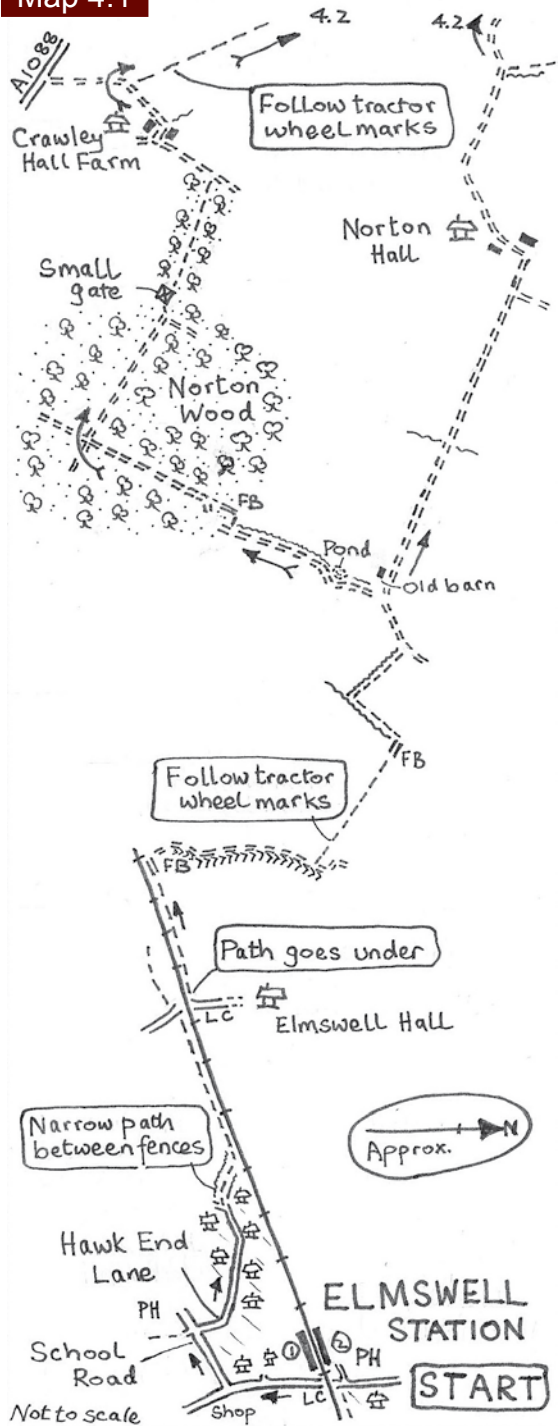 Map 4.1
A1088
4.2
4.2
Follow tractor
wheel marks
Crawley
Hall Farm
Norton
Hall
Small
gate
Norton
Wood
FB
Pond
Old barn
FB
Follow tractor
wheel marks
FB
Path goes under
LC
Elmswell Hall
N
Approx.
Narrow path
between fences
Hawk End
Lane
PH
School
Road
ELMSWELL
STATION
1
2
PH
START
LC
Shop
Not to scale